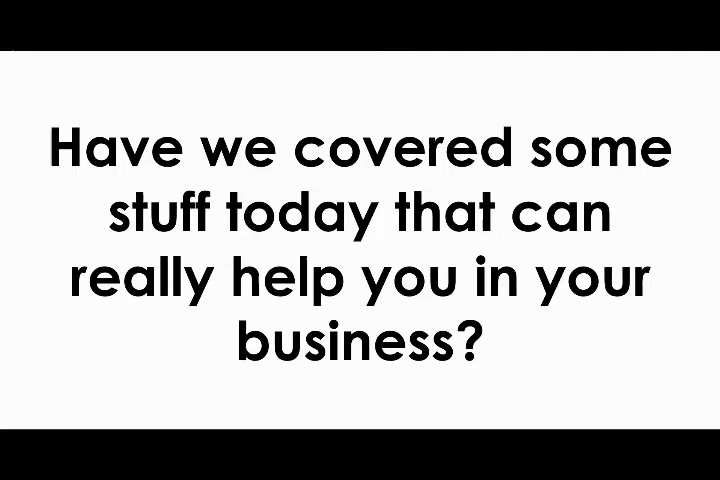 Have we covered some
stuff today that can
really help you in your
business?